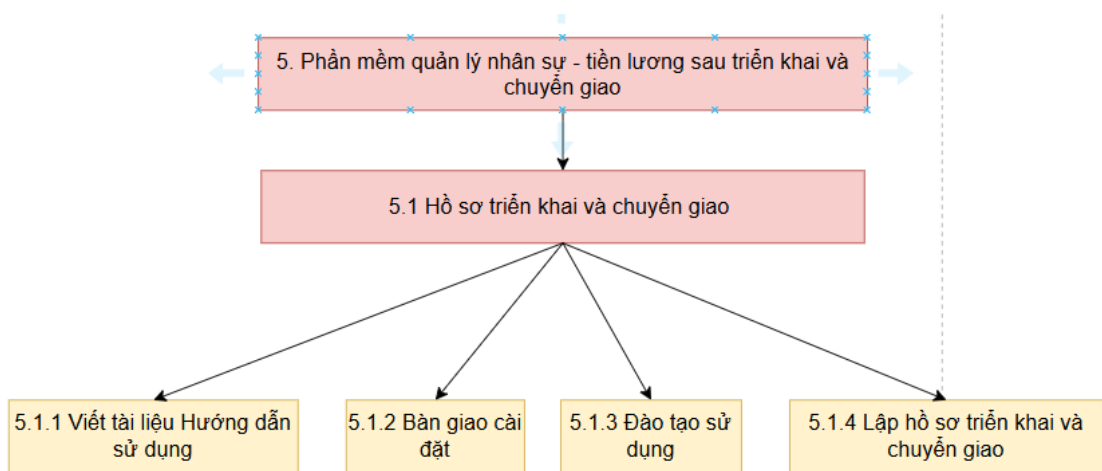 5. Phần mềm quản lý nhân sự - tiền lương sau triển khai và
chuyển giao
5.1 Hồ sơ triển khai và chuyển giao
5.1.1 Viết tài liệu Hướng dẫn
sử dụng
5.1.2 Bàn giao cài
đặt
5.1.3 Đào tạo sử
dụng
5.1.4 Lập hồ sơ triển khai và
chuyển giao